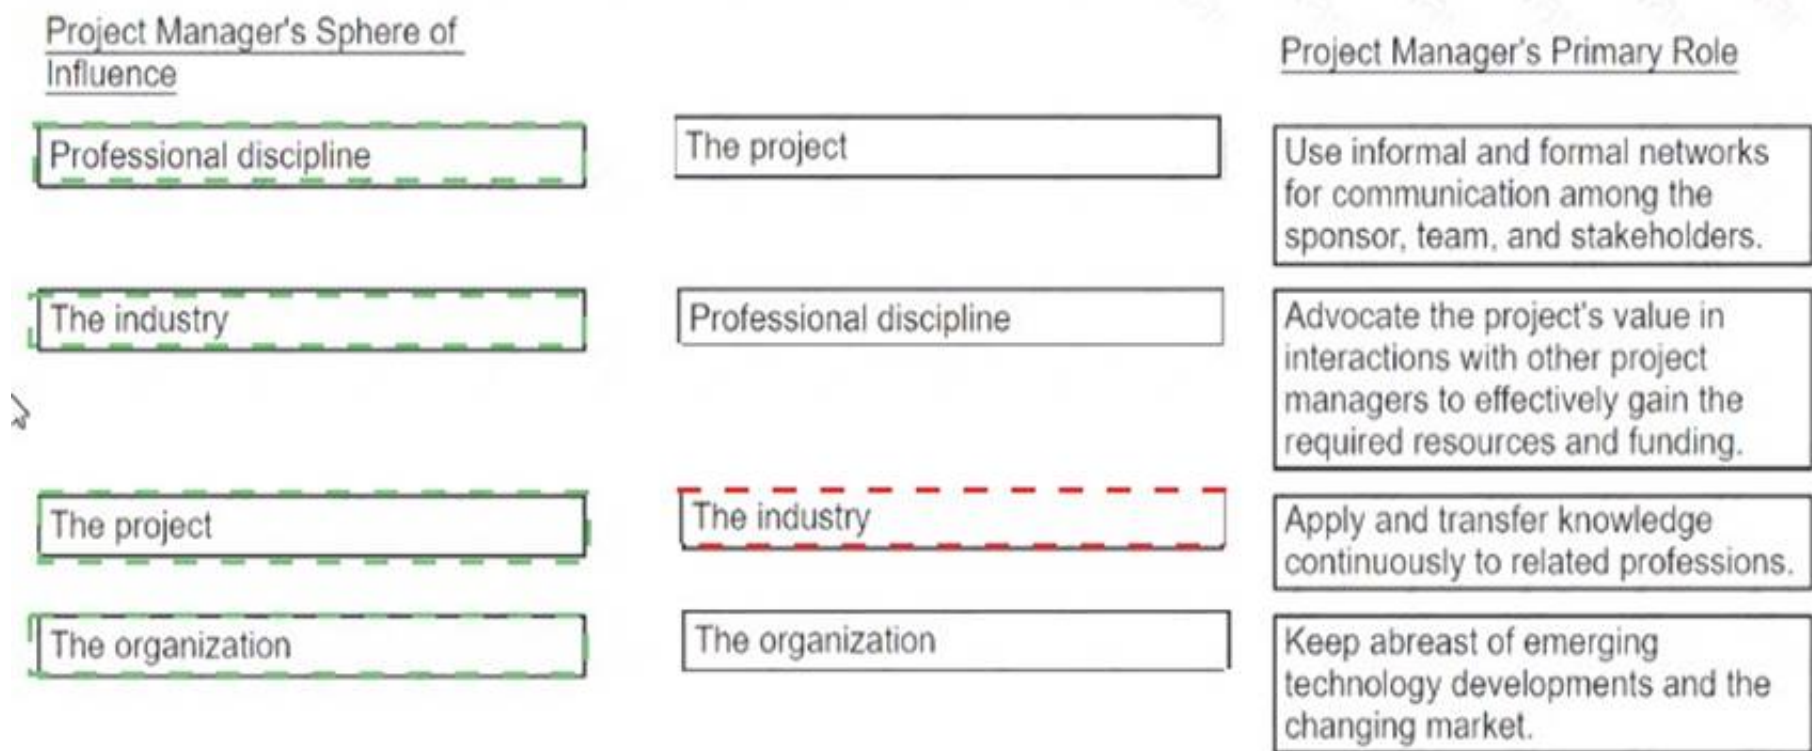 Project Manager's Sphere of
Influence
Project Manager's Primary Role
Professional discipline
The project
Use informal and formal networks
for communication among the
sponsor, team, and stakeholders.
The industry
Professional discipline
Advocate the project's value in
interactions with other project
managers to effectively gain the
required resources and funding.
The project
The industry
Apply and transfer knowledge
continuously to related professions.
The organization
The organization
Keep abreast of emerging
technology developments and the
changing market.